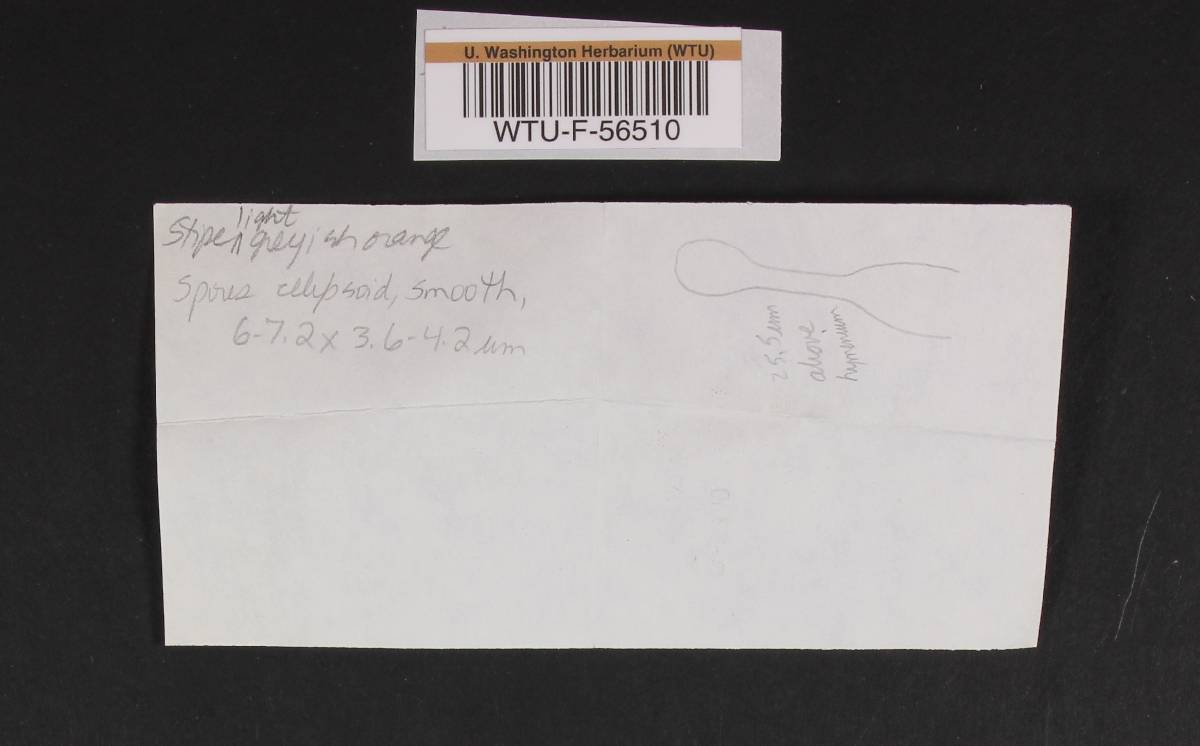 U. Washington Herbarium (WTU)
WTU-F-56510
Stipe light greyish orange
Spores ellipsoid, smooth,
6-7.2 x 3.6-4.2 um
25.5 um
above
hymenium